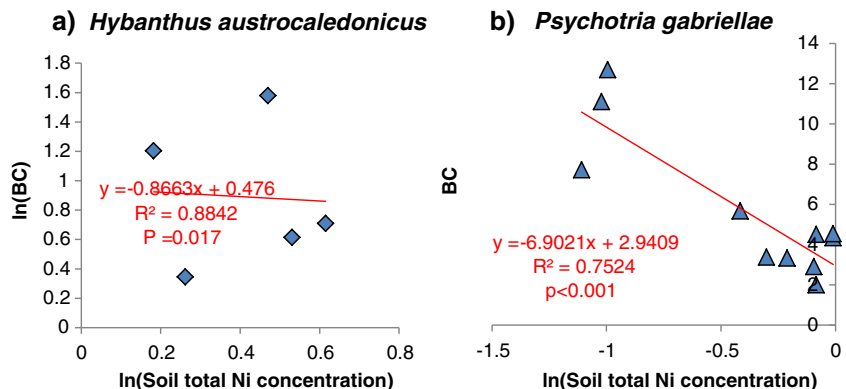 a) Hybanthus austrocaledonicus
1.8
1.6
1.4
1.2
1
0.8
0.6
0.4
0.2
0
ln(BC)
y =-0.8663x + 0.476
R² = 0.8842
P =0.017
0 0.2 0.4 0.6 0.8
ln(Soil total Ni concentration)
b) Psychotria gabriellae
14
12
10
8
6
4
2
0
BC
y =-6.9021x + 2.9409
R² = 0.7524
p<0.001
-1.5 -1 -0.5 0
ln(Soil total Ni concentration)